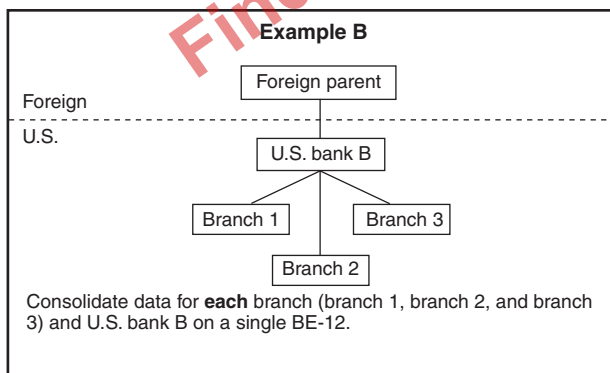 Example B
Foreign parent
Foreign
U.S.
U.S. bank B
Branch 1
Branch 3
Branch 2
Consolidate data for each branch (branch 1, branch 2, and branch
3) and U.S. bank B on a single BE-12.